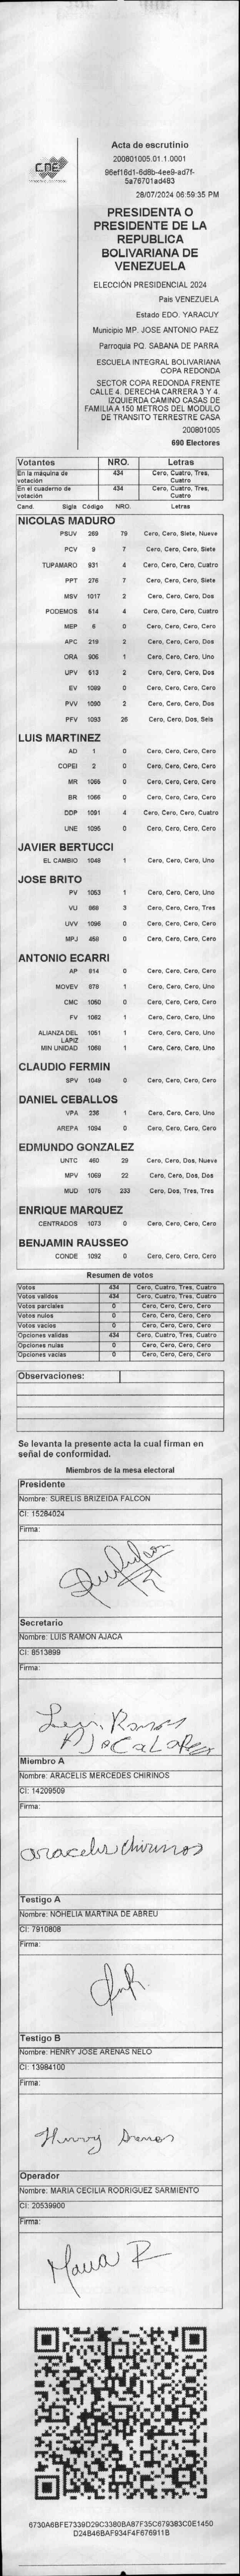 CNE
Acta de escrutinio
200801005.01.1.0001
96ef16d1-6d6b-4ee9-ad7f-
5a76701ad483
28/07/2024 06:59:35 PM
PRESIDENTA O
PRESIDENTE DE LA
REPUBLICA
BOLIVARIANA DE
VENEZUELA
ELECCIÓN PRESIDENCIAL 2024
Pais VENEZUELA
Estado EDO. YARACUY
Municipio MP. JOSE ANTONIO PAEZ
Parroquia PQ. SABANA DE PARRA
ESCUELA INTEGRAL BOLIVARIANA
COPA REDONDA
SECTOR COPA REDONDA FRENTE
CALLE 4. DERECHA CARRERA 3 Y 4.
IZQUIERDA CAMINO CASAS DE
FAMILIA A 150 METROS DEL MODULO
DE TRANSITO TERRESTRE CASA
200801005
690 Electores
Votantes NRO. Letras
En la máquina de votación 434 Cero, Cuatro, Tres, Cuatro
En el cuaderno de votación 434 Cero, Cuatro, Tres, Cuatro
Cand. Sigla Código NRO. Letras
NICOLAS MADURO
PSUV 269 79 Cero, Cero, Siete, Nueve
PCV 9 7 Cero, Cero, Cero, Siete
TUPAMARO 931 4 Cero, Cero, Cero, Cuatro
PPT 276 7 Cero, Cero, Cero, Siete
MSV 1017 2 Cero, Cero, Cero, Dos
PODEMOS 614 4 Cero, Cero, Cero, Cuatro
MEP 6 0 Cero, Cero, Cero, Cero
APC 219 2 Cero, Cero, Cero, Dos
ORA 906 1 Cero, Cero, Cero, Uno
UPV 513 2 Cero, Cero, Cero, Dos
EV 1089 0 Cero, Cero, Cero, Cero
PVV 1090 2 Cero, Cero, Cero, Dos
PFV 1093 26 Cero, Cero, Dos, Seis
LUIS MARTINEZ
AD 1 0 Cero, Cero, Cero, Cero
COPEI 2 0 Cero, Cero, Cero, Cero
MR 1065 0 Cero, Cero, Cero, Cero
BR 1066 0 Cero, Cero, Cero, Cero
DDP 1091 4 Cero, Cero, Cero, Cuatro
UNE 1095 0 Cero, Cero, Cero, Cero
JAVIER BERTUCCI
EL CAMBIO 1048 1 Cero, Cero, Cero, Uno
JOSE BRITO
PV 1053 1 Cero, Cero, Cero, Uno
VU 968 3 Cero, Cero, Cero, Tres
UVV 1096 0 Cero, Cero, Cero, Cero
MPJ 458 0 Cero, Cero, Cero, Cero
ANTONIO ECARRI
AP 814 0 Cero, Cero, Cero, Cero
MOVEV 878 1 Cero, Cero, Cero, Uno
CMC 1050 0 Cero, Cero, Cero, Cero
FV 1062 1 Cero, Cero, Cero, Uno
ALIANZA DEL LAPIZ 1051 1 Cero, Cero, Cero, Uno
MIN UNIDAD 1068 1 Cero, Cero, Cero, Uno
CLAUDIO FERMIN
SPV 1049 0 Cero, Cero, Cero, Cero
DANIEL CEBALLOS
VPA 236 1 Cero, Cero, Cero, Uno
AREPA 1094 0 Cero, Cero, Cero, Cero
EDMUNDO GONZALEZ
UNTC 460 29 Cero, Cero, Dos, Nueve
MPV 1069 22 Cero, Cero, Dos, Dos
MUD 1075 233 Cero, Dos, Tres, Tres
ENRIQUE MARQUEZ
CENTRADOS 1073 0 Cero, Cero, Cero, Cero
BENJAMIN RAUSSEO
CONDE 1092 0 Cero, Cero, Cero, Cero
Resumen de votos
Votos 434 Cero, Cuatro, Tres, Cuatro
Votos validos 434 Cero, Cuatro, Tres, Cuatro
Votos parciales 0 Cero, Cero, Cero, Cero
Votos nulos 0 Cero, Cero, Cero, Cero
Votos vacios 0 Cero, Cero, Cero, Cero
Opciones validas 434 Cero, Cuatro, Tres, Cuatro
Opciones nulas 0 Cero, Cero, Cero, Cero
Opciones vacias 0 Cero, Cero, Cero, Cero
Observaciones:
Se levanta la presente acta la cual firman en
señal de conformidad.
Miembros de la mesa electoral
Presidente
Nombre: SURELIS BRIZEIDA FALCON
CI: 15284024
Firma:
Secretario
Nombre: LUIS RAMON AJACA
CI: 8513899
Firma:
Luis Ramon
Miembro A
Nombre: ARACELIS MERCEDES CHIRINOS
CI: 14209509
Firma:
aracelis chirinos
Testigo A
Nombre: NOHELIA MARTINA DE ABREU
CI: 7910808
Firma:
Testigo B
Nombre: HENRY JOSE ARENAS NELO
CI: 13984100
Firma:
Henry Arenas
Operador
Nombre: MARIA CECILIA RODRIGUEZ SARMIENTO
CI: 20539900
Firma:
Maria R
6730A6BFE7339D29C3380BA87F35C679383C0E1450
D24B46BAF934F4F676911B